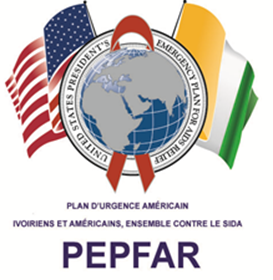 UNITED STATES PRESIDENT'S
EMERGENCY PLAN FOR AIDS RELIEF
PLAN D'URGENCE AMÉRICAIN
IVOIRIENS ET AMÉRICAINS, ENSEMBLE CONTRE LE SIDA
PEPFAR